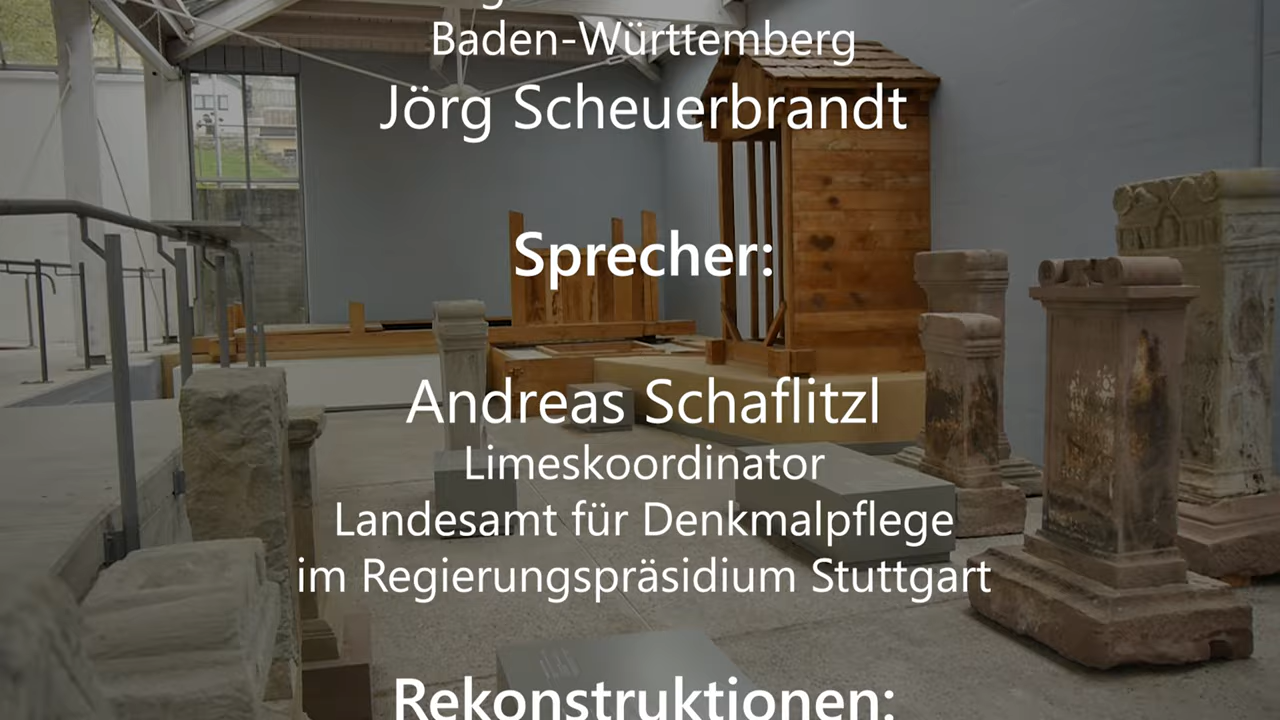 Baden-Württemberg
Jörg Scheuerbrandt
Sprecher:
Andreas Schaflitzl
Limeskoordinator
Landesamt für Denkmalpflege
im Regierungspräsidium Stuttgart
Rekonstruktionen: